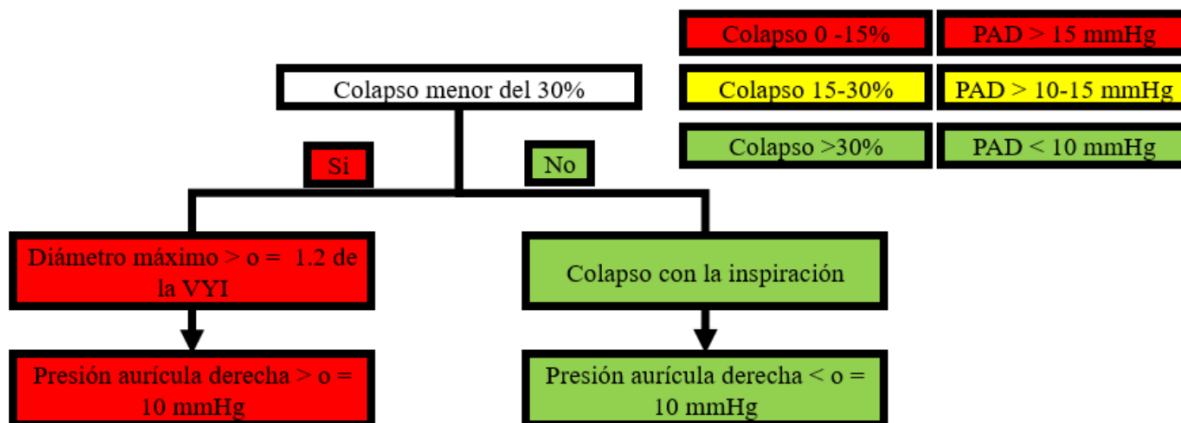 Colapso 0 -15%
PAD > 15 mmHg
Colapso menor del 30%
Colapso 15-30%
PAD > 10-15 mmHg
Colapso >30%
PAD < 10 mmHg
Si
No
Diámetro máximo > o = 1.2 de
la VYI
Colapso con la inspiración
Presión aurícula derecha > o =
10 mmHg
Presión aurícula derecha < o =
10 mmHg